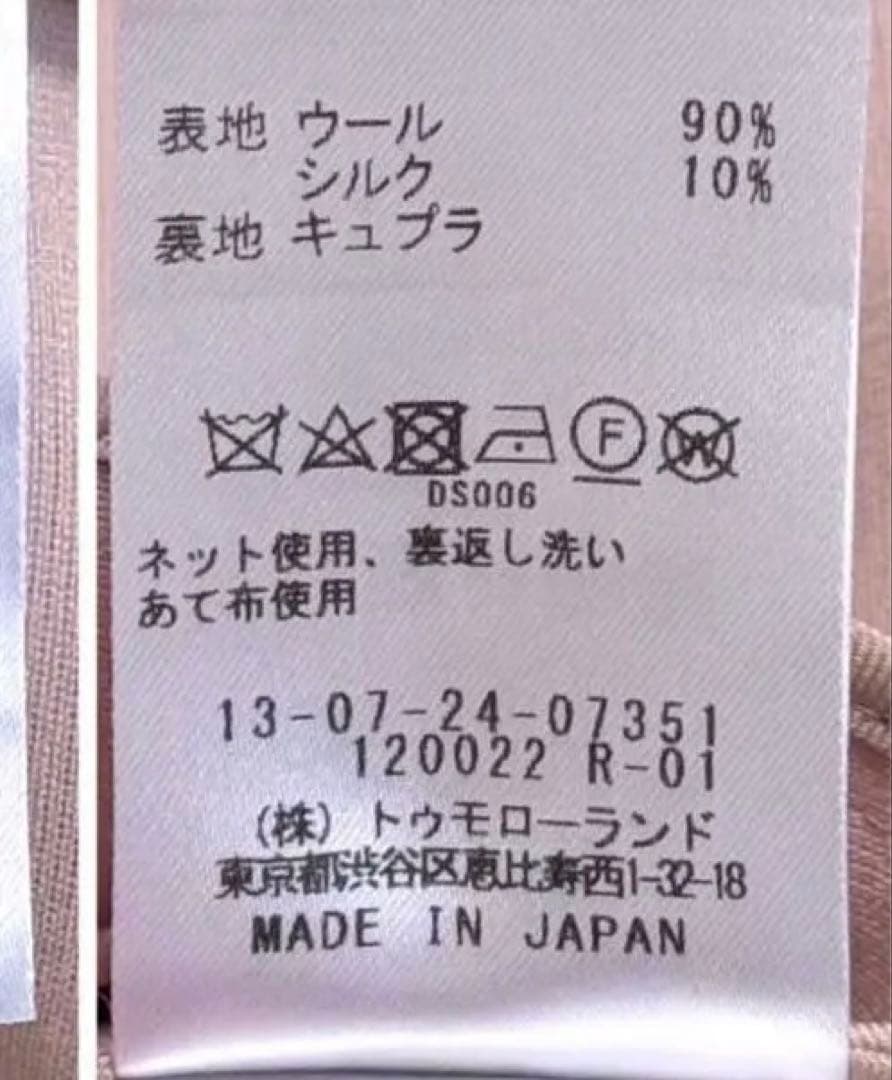 表地 ウール 90%
シルク 10%
裏地 キュプラ
F W
DS006
ネット使用、裏返し洗い
あて布使用
13-07-24-07351
120022 R-01
(株) トゥモローランド
東京都渋谷区恵比寿西1-32-18
MADE IN JAPAN